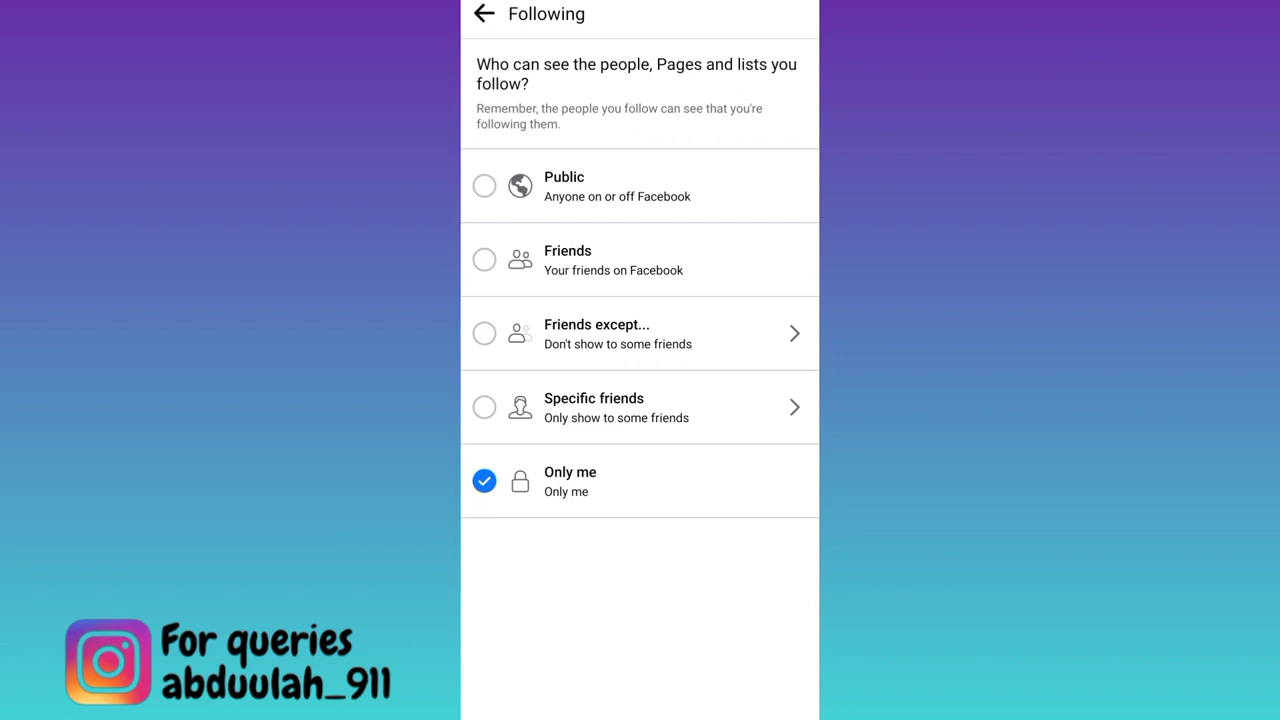 Following
Who can see the people, Pages and lists you
follow?
Remember, the people you follow can see that you're
following them.
Public
Anyone on or off Facebook
Friends
Your friends on Facebook
Friends except...
Don't show to some friends
Specific friends
Only show to some friends
Only me
Only me
For queries
abduulah_911